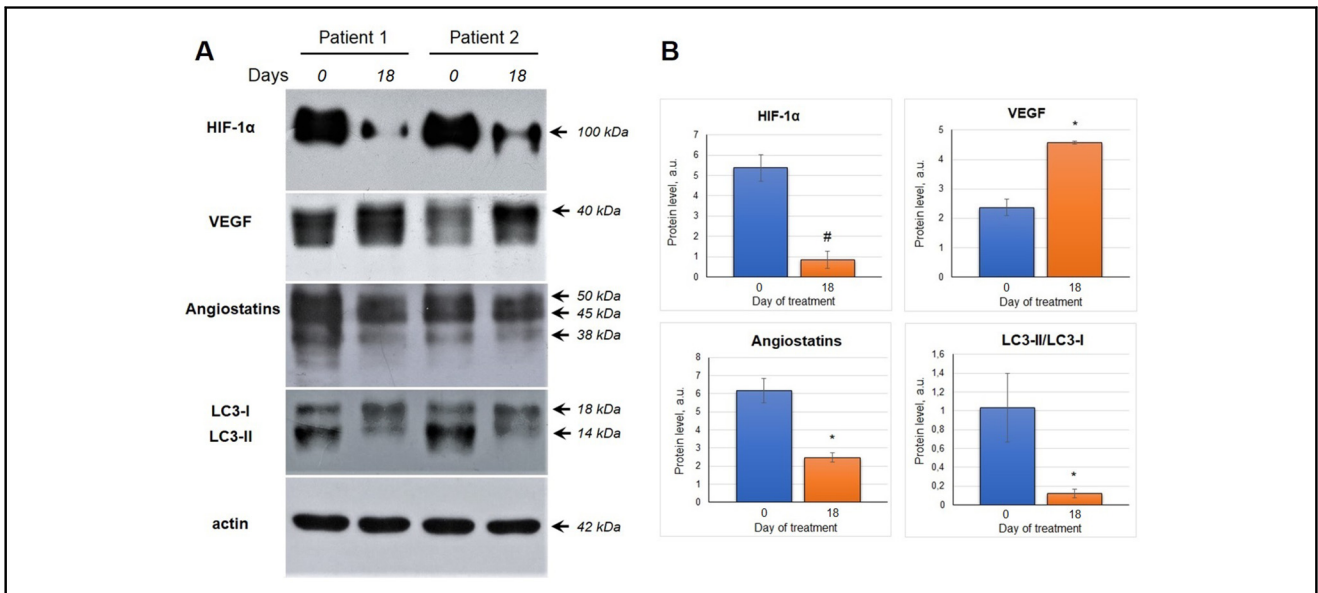 A
Patient 1 Patient 2
Days 0 18 0 18
HIF-1α 100 kDa
VEGF 40 kDa
Angiostatins 50 kDa
45 kDa
38 kDa
LC3-I 18 kDa
LC3-II 14 kDa
actin 42 kDa
B
HIF-1α
Protein level, a.u.
7
6
5
4
3
2
1
0
#
0 18
Day of treatment
VEGF
Protein level, a.u.
5
4
3
2
1
0
*
0 18
Day of treatment
Angiostatins
Protein level, a.u.
8
7
6
5
4
3
2
1
0
*
0 18
Day of treatment
LC3-II/LC3-I
Protein level, a.u.
1,6
1,4
1,2
1
0,8
0,6
0,4
0,2
0
*
0 18
Day of treatment